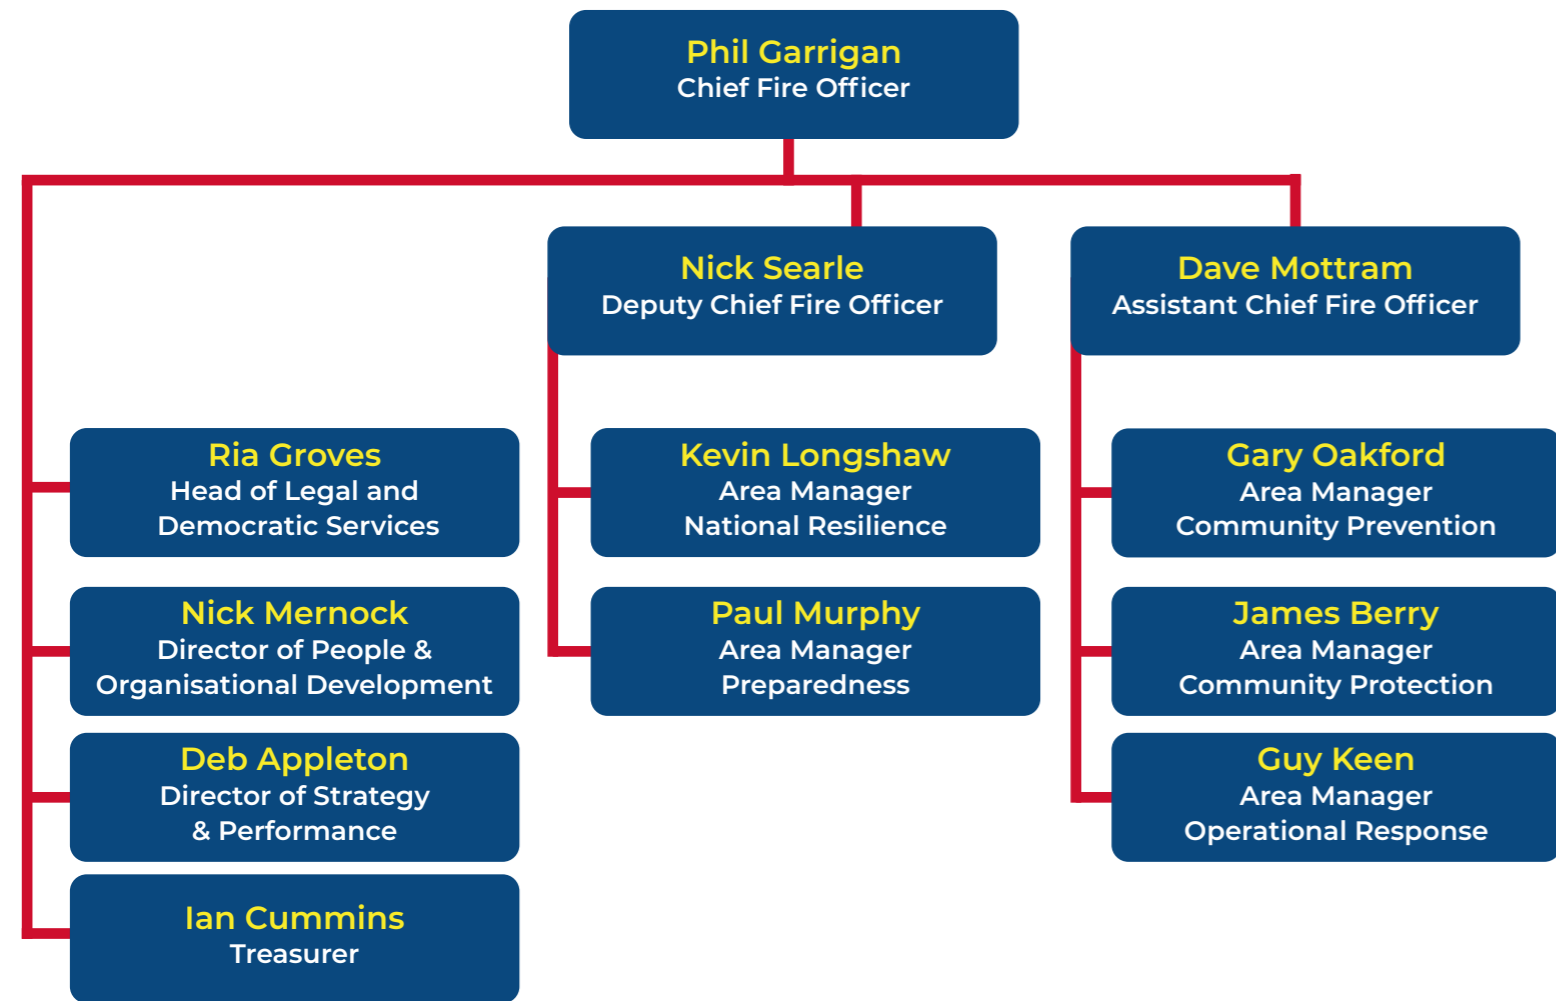 Phil Garrigan
Chief Fire Officer
Nick Searle
Deputy Chief Fire Officer
Dave Mottram
Assistant Chief Fire Officer
Ria Groves
Head of Legal and
Democratic Services
Nick Mernock
Director of People &
Organisational Development
Deb Appleton
Director of Strategy
& Performance
Ian Cummins
Treasurer
Kevin Longshaw
Area Manager
National Resilience
Paul Murphy
Area Manager
Preparedness
Gary Oakford
Area Manager
Community Prevention
James Berry
Area Manager
Community Protection
Guy Keen
Area Manager
Operational Response